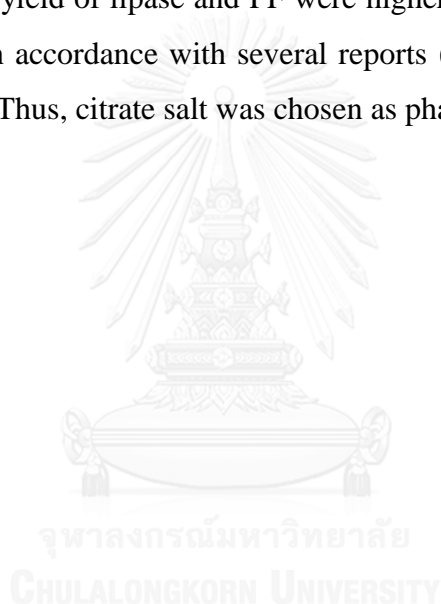 yield of lipase and PF were higher
accordance with several reports (
Thus, citrate salt was chosen as pha
จุฬาลงกรณ์มหาวิทยาลัย
CHULALONGKORN UNIVERSITY